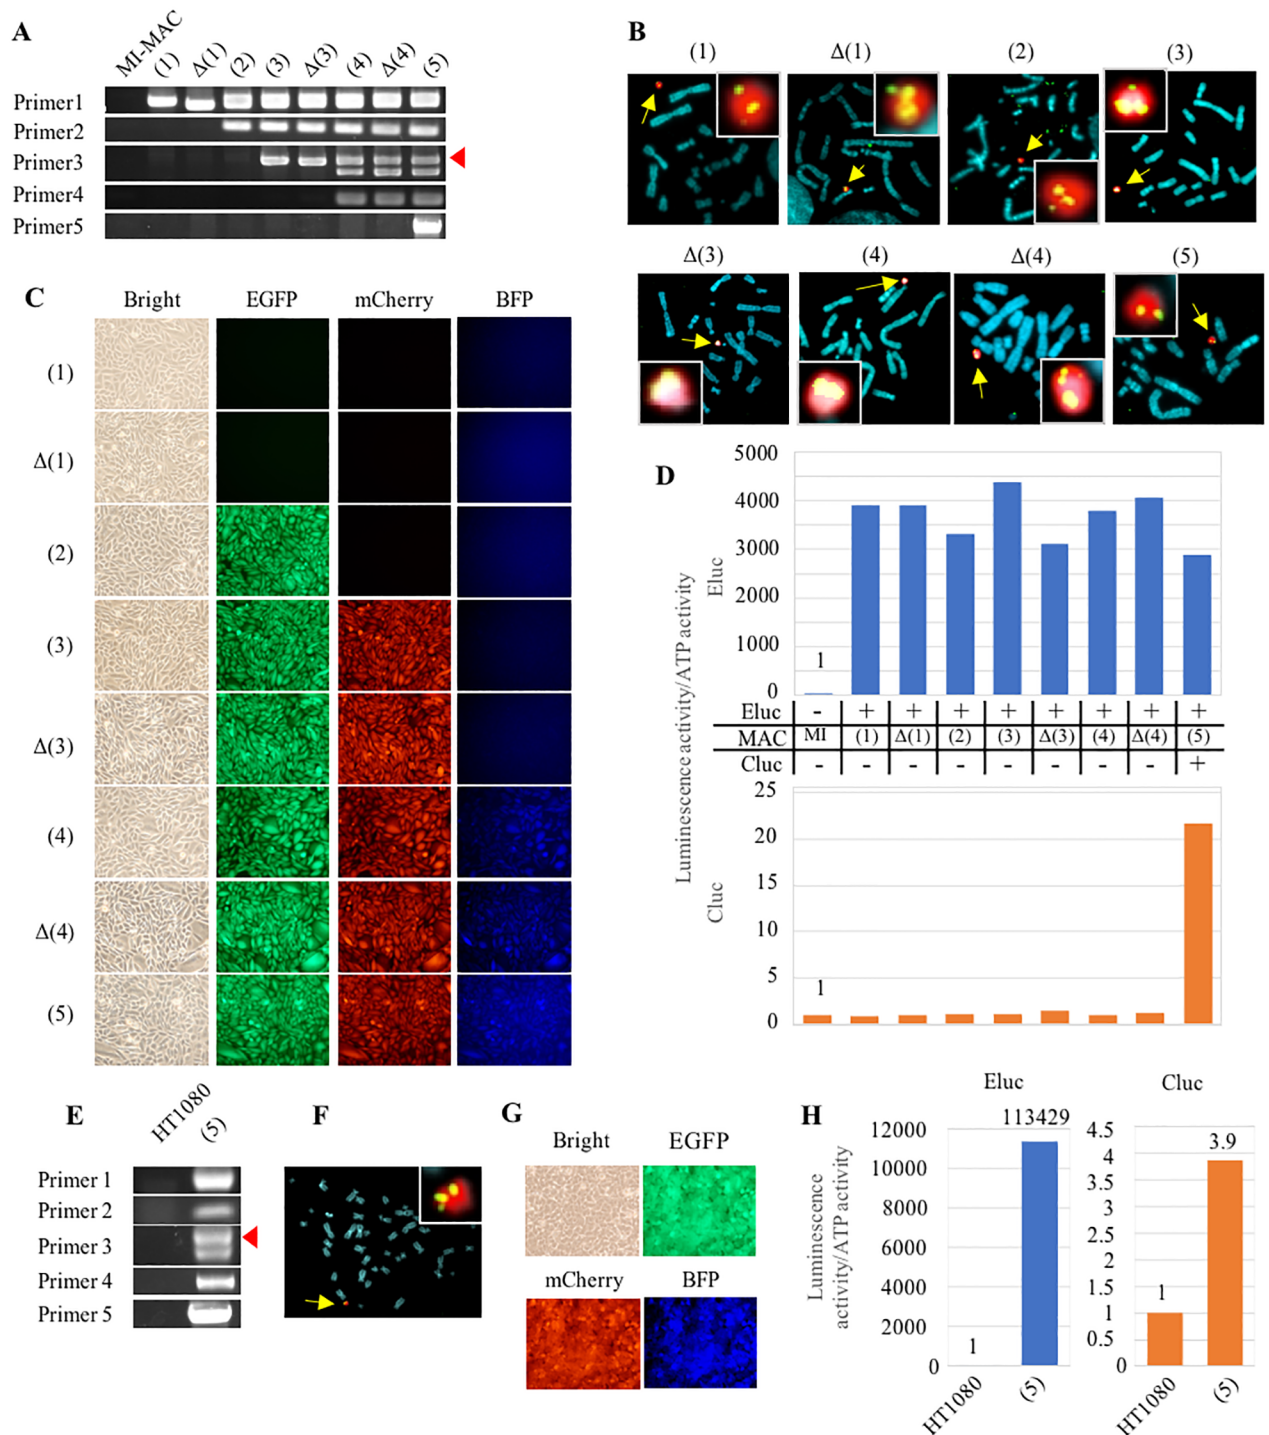 A
MI-MAC
(1)
Δ(1)
(2)
(3)
Δ(3)
(4)
Δ(4)
(5)
Primer1
Primer2
Primer3
Primer4
Primer5
B
(1)
Δ(1)
(2)
(3)
Δ(3)
(4)
Δ(4)
(5)
C
Bright
EGFP
mCherry
BFP
(1)
Δ(1)
(2)
(3)
Δ(3)
(4)
Δ(4)
(5)
D
Luminescence activity/ATP activity
Eluc
5000
4000
3000
2000
1000
0
1
Eluc - + + + + + + + +
MAC MI (1) Δ(1) (2) (3) Δ(3) (4) Δ(4) (5)
Cluc - - - - - - - - +
Cluc
25
20
15
10
5
0
1
E
HT1080
(5)
Primer 1
Primer 2
Primer 3
Primer 4
Primer 5
F
G
Bright
EGFP
mCherry
BFP
H
Luminescence
activity/ATP activity
Eluc
113429
12000
10000
8000
6000
4000
2000
0
1
HT1080
(5)
Cluc
4.5
4
3.5
3
2.5
2
1.5
1
0.5
0
1
3.9
HT1080
(5)